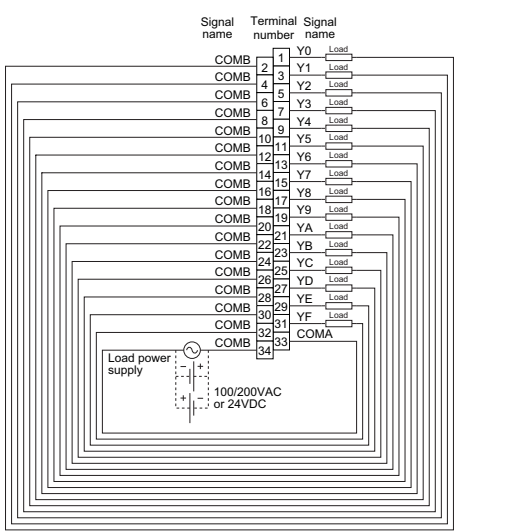 Signal name Terminal number Signal name
1 Y0 Load
COMB 2
3 Y1 Load
COMB 4
5 Y2 Load
COMB 6
7 Y3 Load
COMB 8
9 Y4 Load
COMB 10
11 Y5 Load
COMB 12
13 Y6 Load
COMB 14
15 Y7 Load
COMB 16
17 Y8 Load
COMB 18
19 Y9 Load
COMB 20
21 YA Load
COMB 22
23 YB Load
COMB 24
25 YC Load
COMB 26
27 YD Load
COMB 28
29 YE Load
COMB 30
31 YF Load
COMB 32
33 COMA
COMB 34
Load power
supply
− +
+ −
100/200VAC
or 24VDC